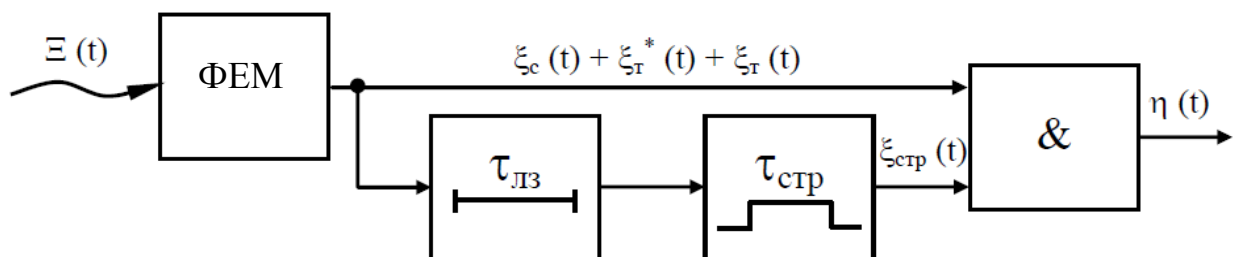 Ξ (t)
ФЕМ
ξс (t) + ξт* (t) + ξт (t)
τлз
τстр
ξстр (t)
&
η (t)